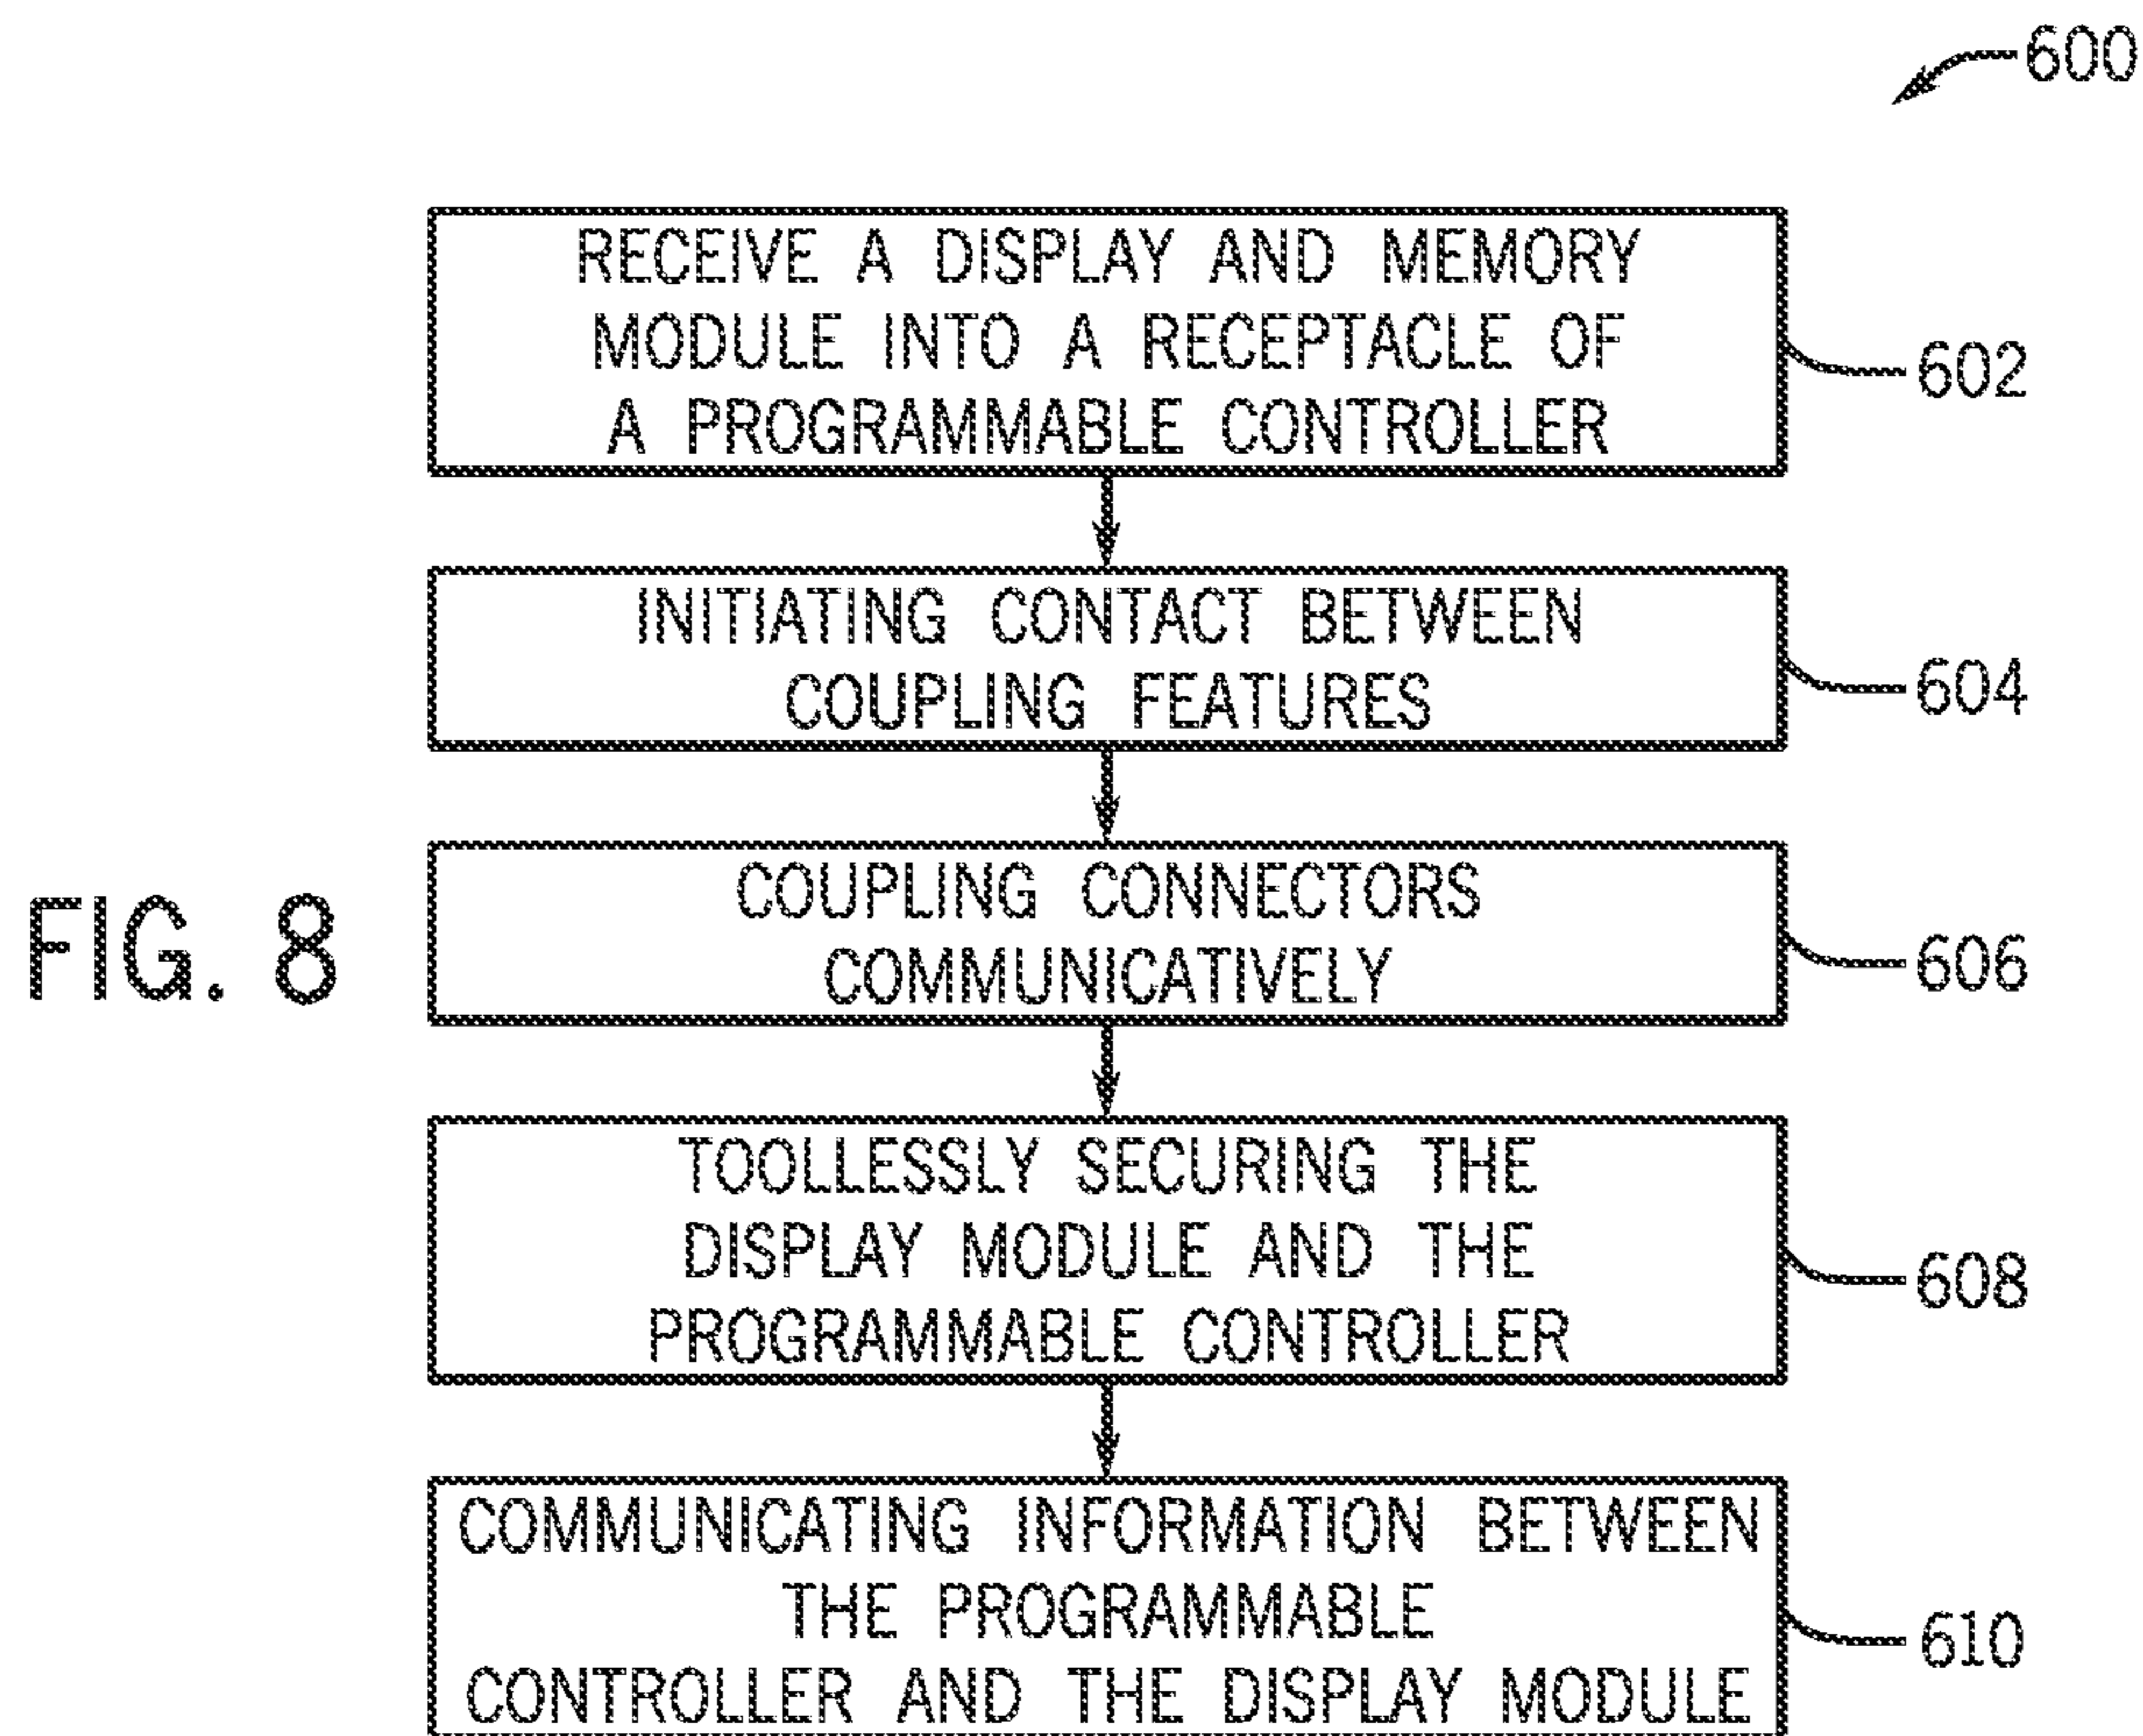 600
RECEIVE A DISPLAY AND MEMORY
MODULE INTO A RECEPTACLE OF
A PROGRAMMABLE CONTROLLER
602
INITIATING CONTACT BETWEEN
COUPLING FEATURES
604
COUPLING CONNECTORS
COMMUNICATIVELY
606
FIG. 8
TOOLLESSLY SECURING THE
DISPLAY MODULE AND THE
PROGRAMMABLE CONTROLLER
608
COMMUNICATING INFORMATION BETWEEN
THE PROGRAMMABLE
CONTROLLER AND THE DISPLAY MODULE
610